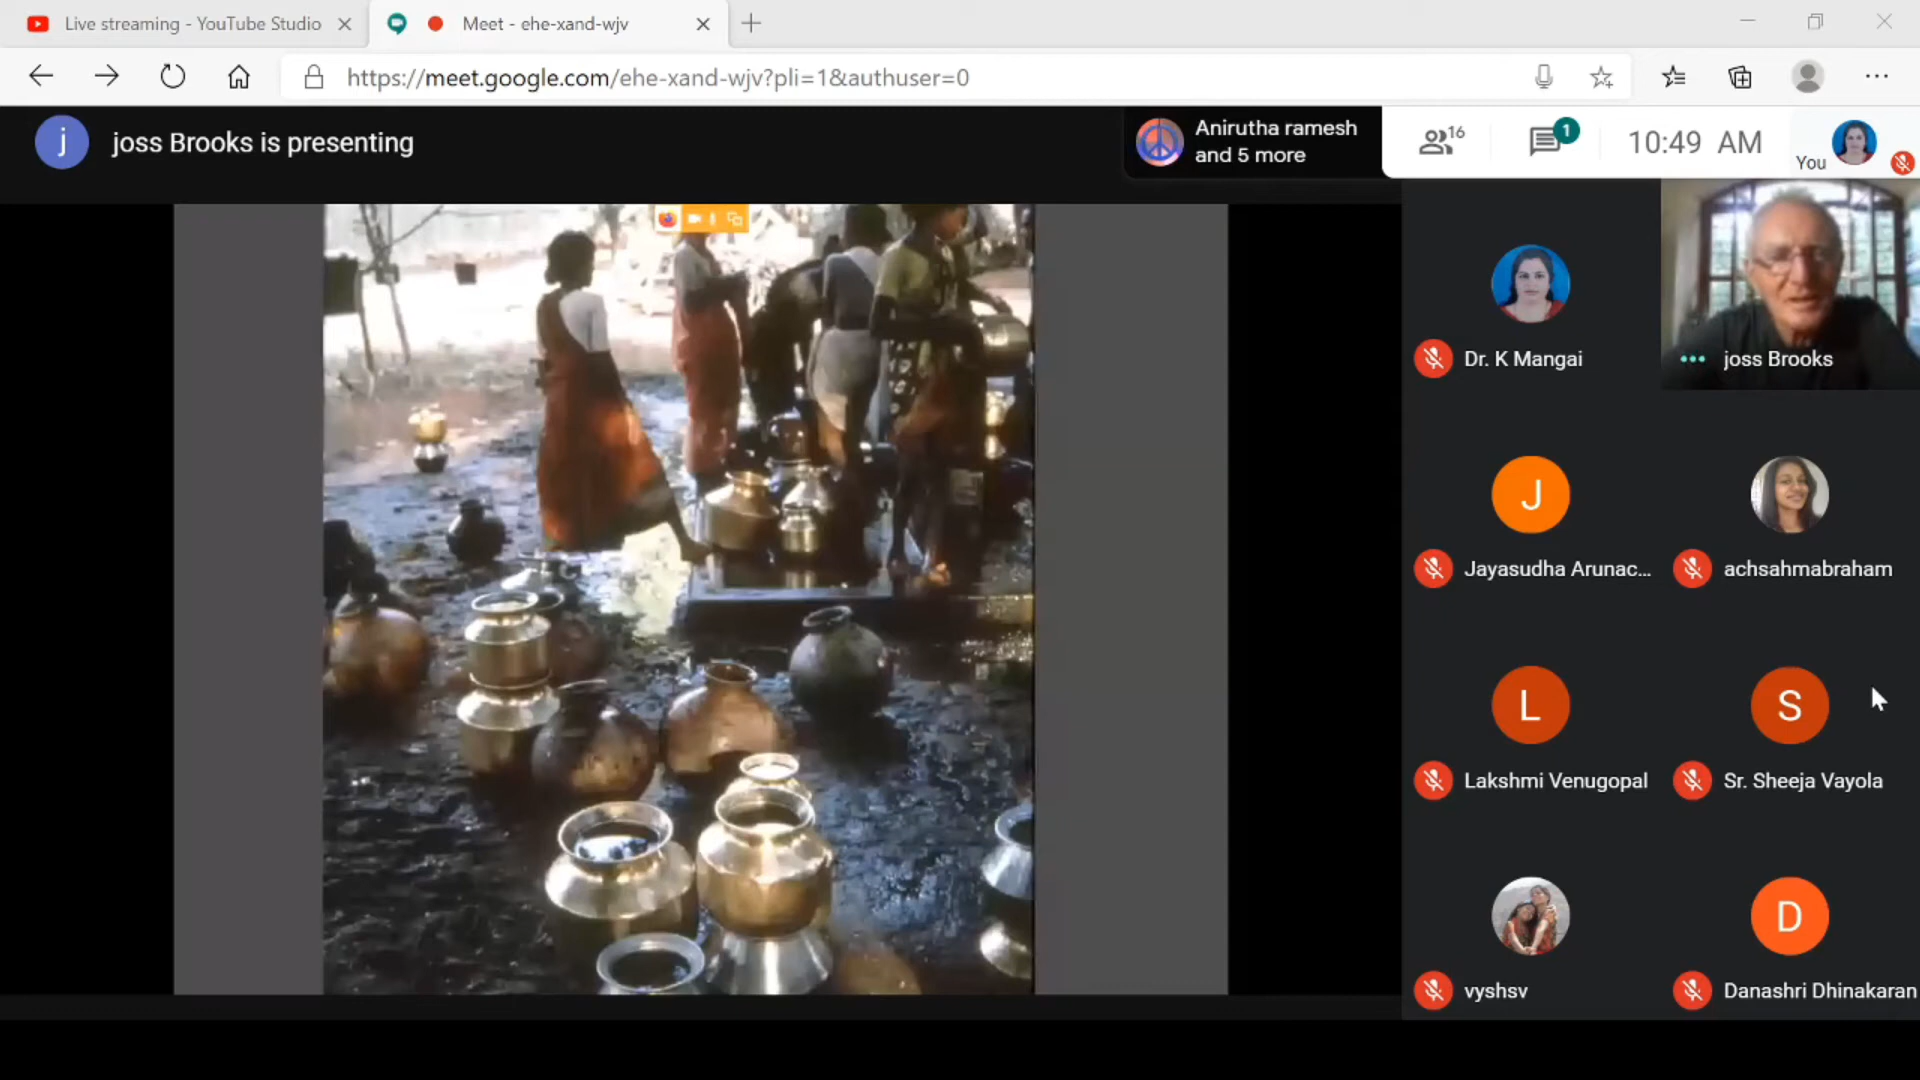 Live streaming - YouTube Studio
Meet - ehe-xand-wjv
https://meet.google.com/ehe-xand-wjv?pli=1&authuser=0
j
joss Brooks is presenting
Anirutha ramesh
and 5 more
16
1
10:49 AM
You
Dr. K Mangai
joss Brooks
J
Jayasudha Arunac...
achsahmabraham
L
Lakshmi Venugopal
S
Sr. Sheeja Vayola
vyshsv
D
Danashri Dhinakaran